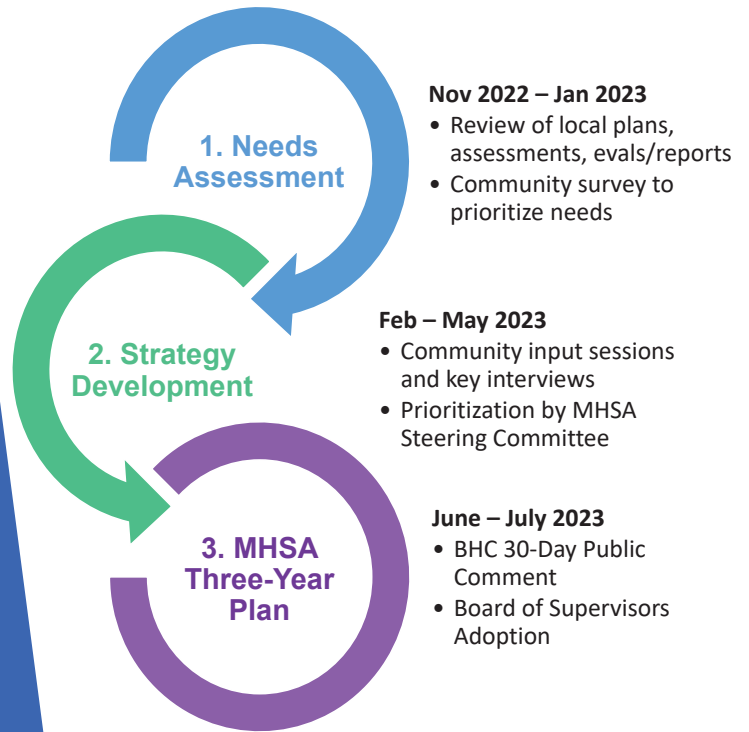 1. Needs
Assessment
Nov 2022 – Jan 2023
• Review of local plans,
assessments, evals/reports
• Community survey to
prioritize needs
2. Strategy
Development
Feb – May 2023
• Community input sessions
and key interviews
• Prioritization by MHSA
Steering Committee
3. MHSA
Three-Year
Plan
June – July 2023
• BHC 30-Day Public
Comment
• Board of Supervisors
Adoption